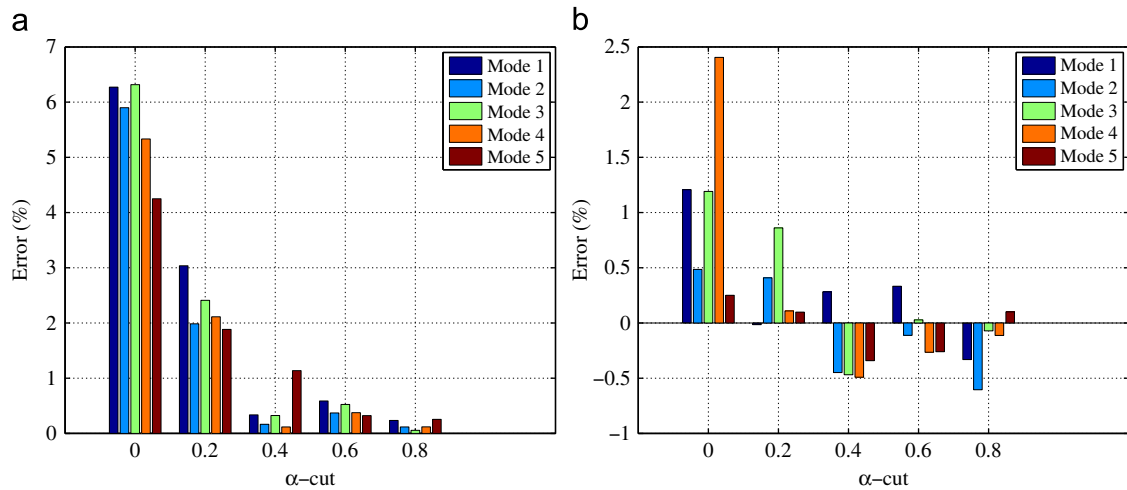 a
7
6
5
4
3
2
1
0
Error (%)
0 0.2 0.4 0.6 0.8
α-cut
Mode 1
Mode 2
Mode 3
Mode 4
Mode 5
b
2.5
2
1.5
1
0.5
0
−0.5
−1
Error (%)
0 0.2 0.4 0.6 0.8
α-cut
Mode 1
Mode 2
Mode 3
Mode 4
Mode 5